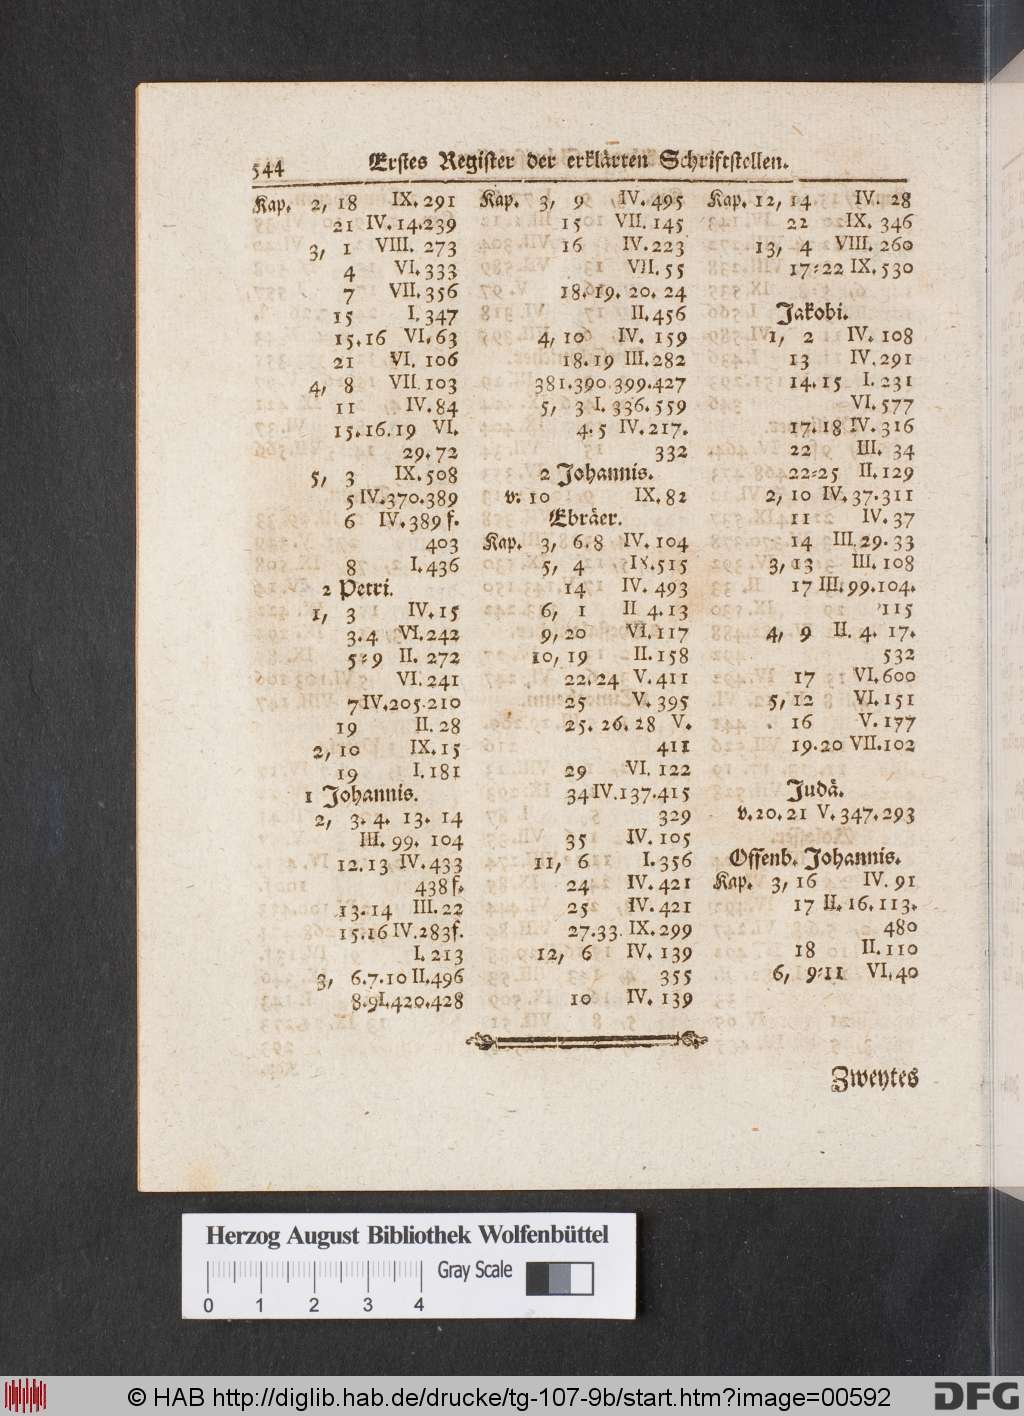 544 Erstes Register der erklärten Schriftstellen.
Kap. 2, 18 IX. 291
21 IV. 14.239
3, 1 VIII. 273
4 VI. 333
7 VII. 356
15 I. 347
15.16 VI. 63
21 VI. 106
4, 8 VII. 103
11 IV. 84
15.16.19 VI.
29.72
5, 3 IX. 508
5 IV.370.389
6 IV. 389 f.
403
8 I. 436
2 Petri.
1, 3 IV. 15
3.4 VI. 242
5=9 II. 272
VI. 241
7 IV.205.210
19 II. 28
2, 10 IX. 15
19 I. 181
1 Johannis.
2, 3. 4. 13. 14
III. 99. 104
12.13 IV. 433
438 f.
13.14 III. 22
15.16 IV.283f.
I. 213
3, 6.7.10 II.496
8.9 I.420.428
Kap. 3, 9 IV. 495
15 VII. 145
16 IV. 223
VII. 55
18. 19. 20. 24
II. 456
4, 10 IV. 159
18.19 III. 282
381.390.399.427
5, 3 I. 336.559
4.5 IV. 217.
332
2 Johannis.
v. 10 IX. 82
Ebräer.
Kap. 3, 6.8 IV. 104
5, 4 IX. 515
14 IV. 493
6, 1 II 4.13
9, 20 VI. 117
10, 19 II. 158
22.24 V. 411
25 V. 395
25. 26. 28 V.
411
29 VI. 122
34 IV.137.415
329
35 IV. 105
11, 6 I. 356
24 IV. 421
25 IV. 421
27.33. IX. 299
12, 6 IV. 139
355
10 IV. 139
Kap. 12, 14 IV. 28
22 IX. 346
13, 4 VIII. 260
17=22 IX. 530
Jakobi.
1, 2 IV. 108
13 IV. 291
14.15 I. 231
VI. 577
17.18 IV. 316
22 III. 34
22=25 II. 129
2, 10 IV. 37.311
11 IV. 37
14 III. 29. 33
3, 13 III. 108
17 III. 99.104.
115
4, 9 II. 4. 17.
532
17 VI. 600
5, 12 VI. 151
16 V. 177
19.20 VII.102
Judä.
v. 20. 21 V. 347.293
Offenb. Johannis.
Kap. 3, 16 IV. 91
17 II. 16.113.
480
18 II. 110
6, 9=11 VI. 40
Zweytes
Herzog August Bibliothek Wolfenbüttel
Gray Scale
0 1 2 3 4
© HAB http://diglib.hab.de/drucke/tg-107-9b/start.htm?image=00592
DFG